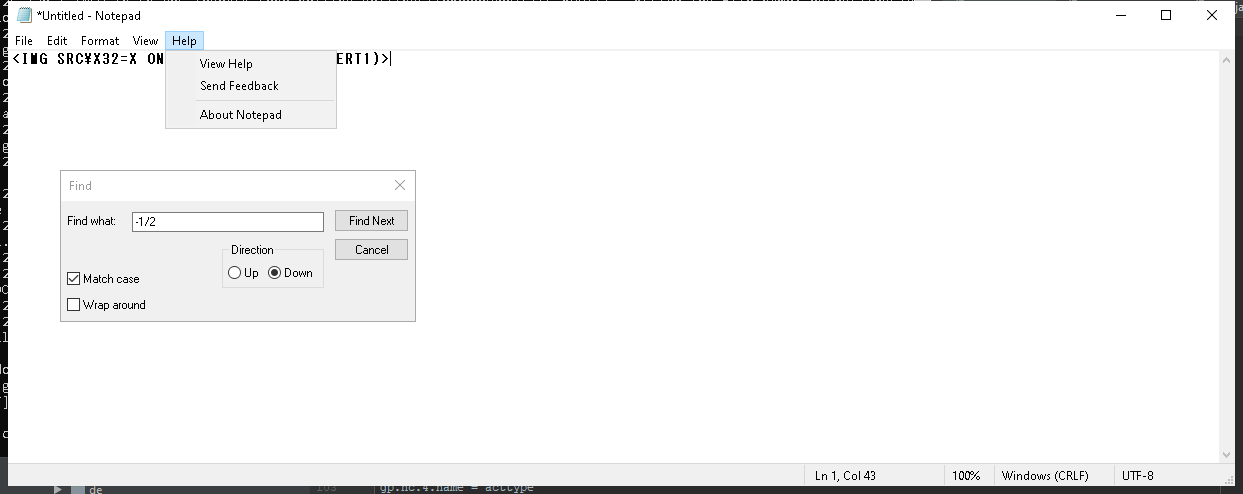 *Untitled - Notepad
File Edit Format View Help
<IMG SRC¥X32=X ON ERT1)>
View Help
Send Feedback
About Notepad
Find
Find what: -1/2 Find Next
Direction Cancel
Up Down
Match case
Wrap around
Ln 1, Col 43 100% Windows (CRLF) UTF-8
de 103 gp.nc.4.name = acctype